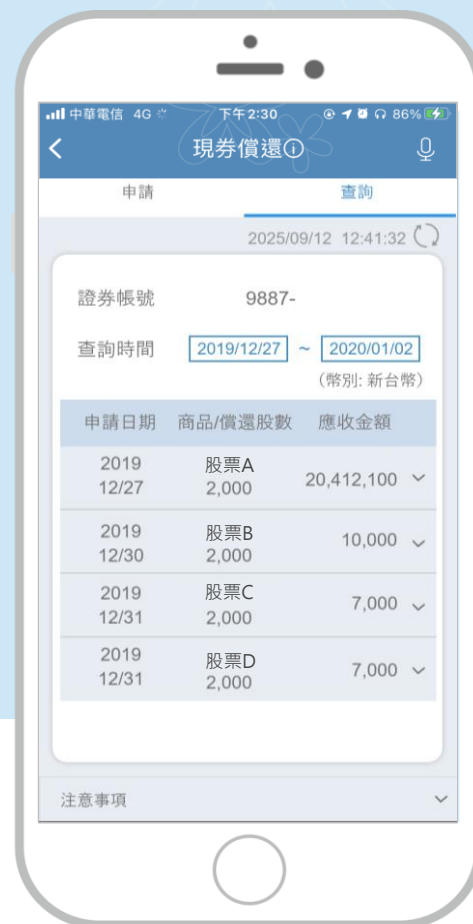 中華電信 4G 下午2:30 86%
現券償還
申請 查詢
2025/09/12 12:41:32
證券帳號 9887-
查詢時間 2019/12/27 ~ 2020/01/02
(幣別: 新台幣)
申請日期 商品/償還股數 應收金額
2019 股票A
12/27 2,000 20,412,100
2019 股票B
12/30 2,000 10,000
2019 股票C
12/31 2,000 7,000
2019 股票D
12/31 2,000 7,000
注意事項